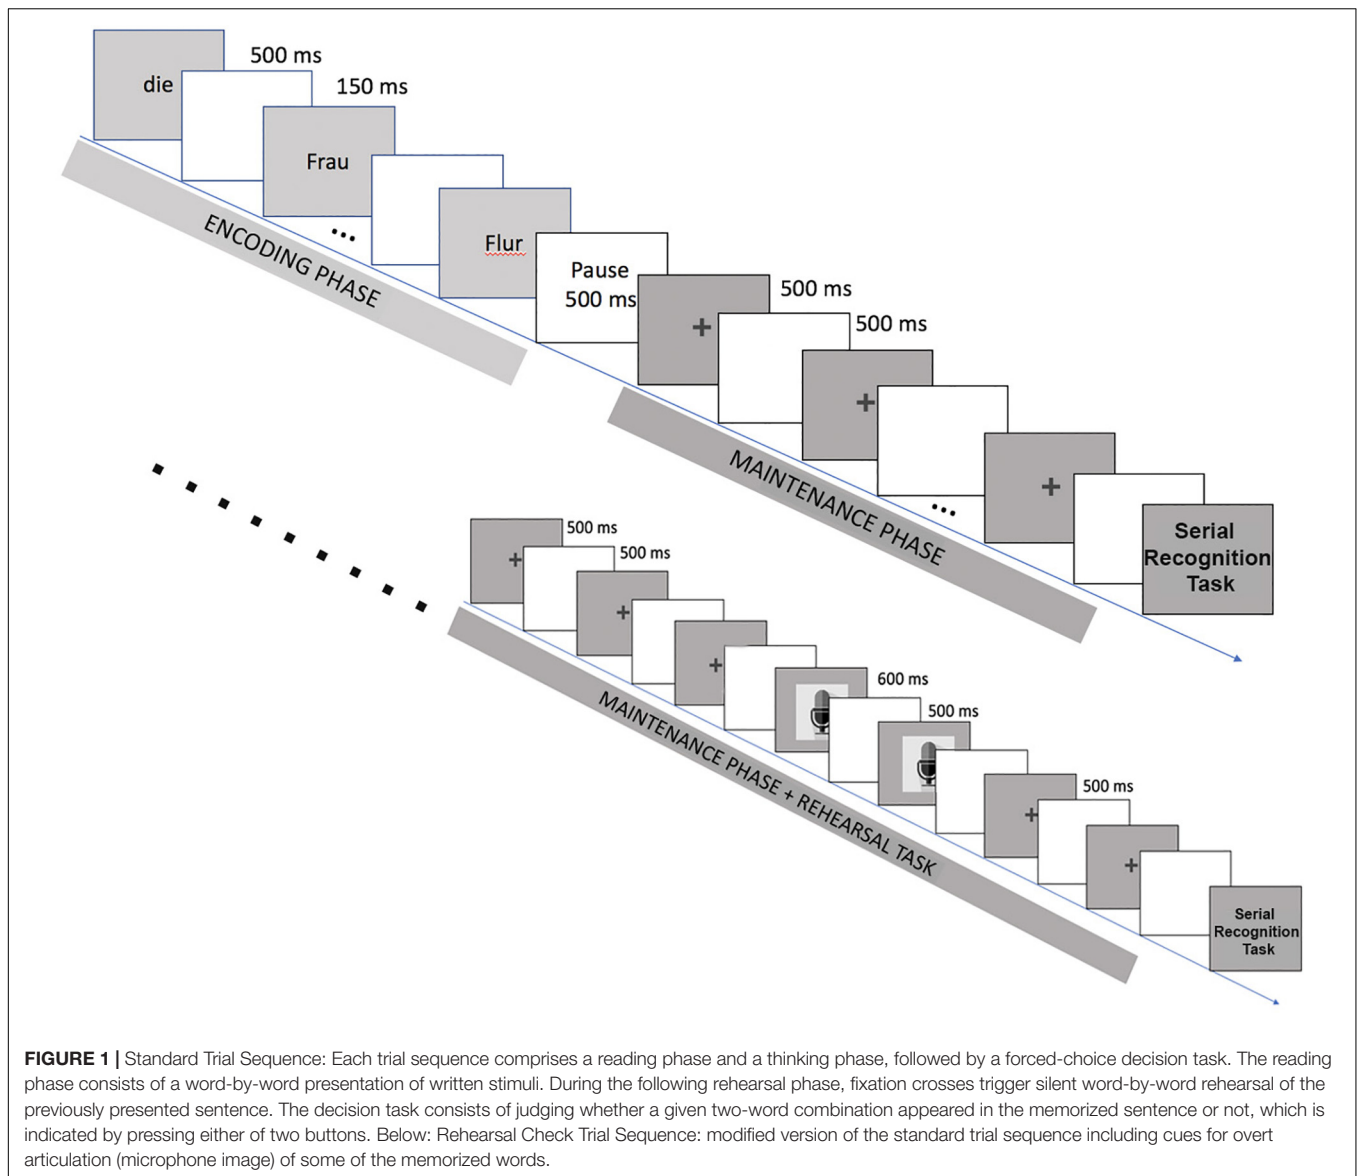 die
500 ms
150 ms
Frau
...
Flur
ENCODING PHASE
Pause
500 ms
+
500 ms
500 ms
+
...
+
MAINTENANCE PHASE
Serial
Recognition
Task
+
500 ms
500 ms
+
+
600 ms
500 ms
+
500 ms
+
MAINTENANCE PHASE + REHEARSAL TASK
Serial
Recognition
Task
FIGURE 1 | Standard Trial Sequence: Each trial sequence comprises a reading phase and a thinking phase, followed by a forced-choice decision task. The reading
phase consists of a word-by-word presentation of written stimuli. During the following rehearsal phase, fixation crosses trigger silent word-by-word rehearsal of the
previously presented sentence. The decision task consists of judging whether a given two-word combination appeared in the memorized sentence or not, which is
indicated by pressing either of two buttons. Below: Rehearsal Check Trial Sequence: modified version of the standard trial sequence including cues for overt
articulation (microphone image) of some of the memorized words.